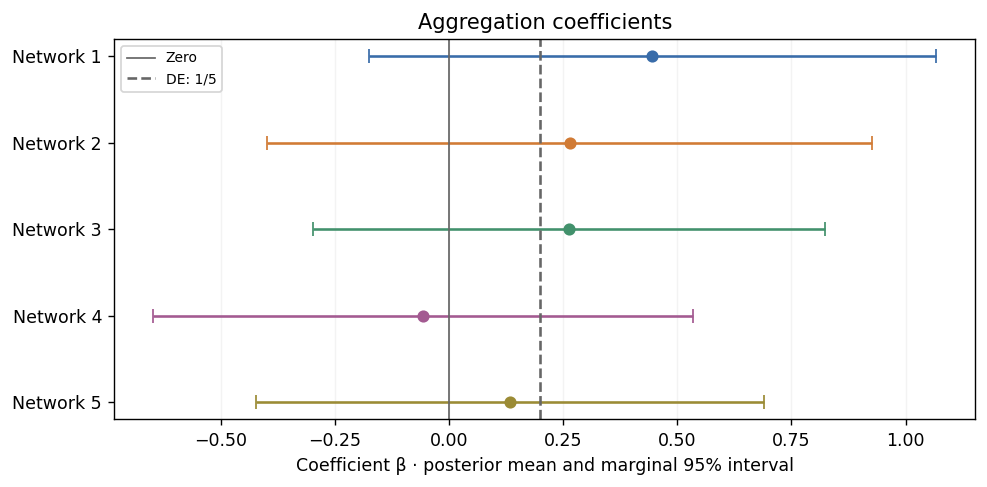 Aggregation coefficients
Zero
DE: 1/5
Network 1
Network 2
Network 3
Network 4
Network 5
−0.50 −0.25 0.00 0.25 0.50 0.75 1.00
Coefficient β · posterior mean and marginal 95% interval